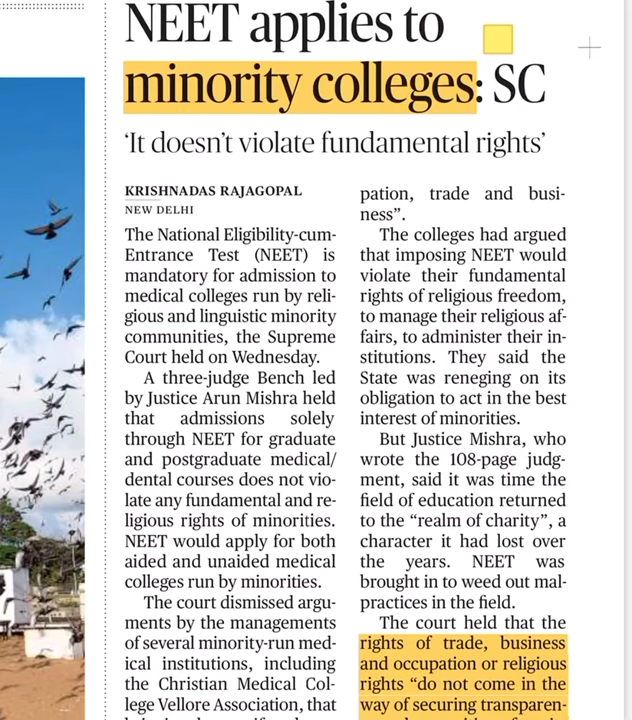 NEET applies to
minority colleges: SC
‘It doesn’t violate fundamental rights’
KRISHNADAS RAJAGOPAL
NEW DELHI
The National Eligibility-cum-
Entrance Test (NEET) is
mandatory for admission to
medical colleges run by reli-
gious and linguistic minority
communities, the Supreme
Court held on Wednesday.
A three-judge Bench led
by Justice Arun Mishra held
that admissions solely
through NEET for graduate
and postgraduate medical/
dental courses does not vio-
late any fundamental and re-
ligious rights of minorities.
NEET would apply for both
aided and unaided medical
colleges run by minorities.
The court dismissed argu-
ments by the managements
of several minority-run med-
ical institutions, including
the Christian Medical Col-
lege Vellore Association, that
pation, trade and busi-
ness”.
The colleges had argued
that imposing NEET would
violate their fundamental
rights of religious freedom,
to manage their religious af-
fairs, to administer their in-
stitutions. They said the
State was reneging on its
obligation to act in the best
interest of minorities.
But Justice Mishra, who
wrote the 108-page judg-
ment, said it was time the
field of education returned
to the “realm of charity”, a
character it had lost over
the years. NEET was
brought in to weed out mal-
practices in the field.
The court held that the
rights of trade, business
and occupation or religious
rights “do not come in the
way of securing transparen-